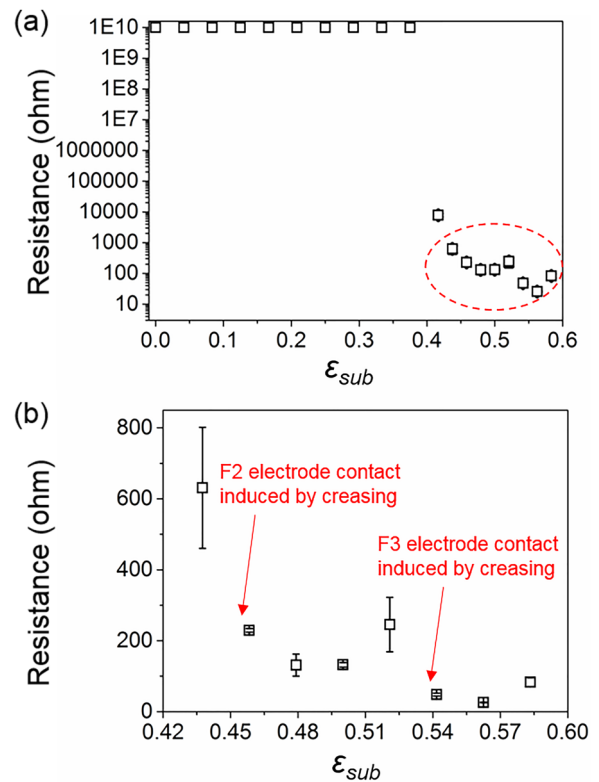 (a)
Resistance (ohm)
1E10
1E9
1E8
1E7
1000000
100000
10000
1000
100
10
0.0 0.1 0.2 0.3 0.4 0.5 0.6
εsub
(b)
Resistance (ohm)
800
600
400
200
0
F2 electrode contact
induced by creasing
F3 electrode contact
induced by creasing
0.42 0.45 0.48 0.51 0.54 0.57 0.60
εsub